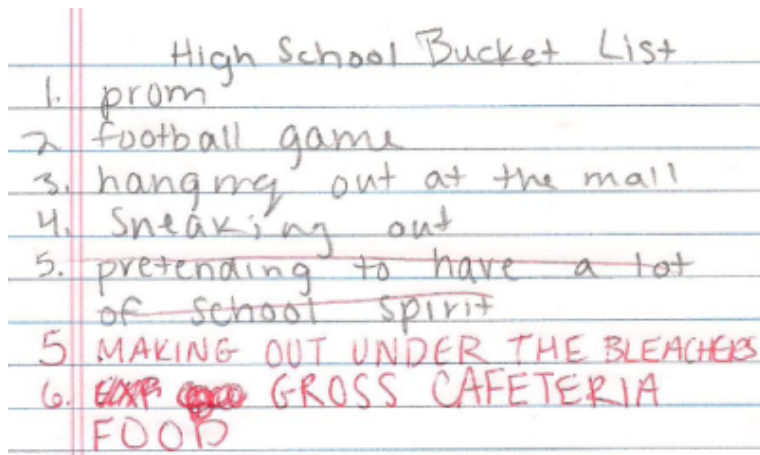 High School Bucket List
1. prom
2 football game
3. hanging out at the mall
4. Sneaking out
5. pretending to have a lot
of school spirit
5 MAKING OUT UNDER THE BLEACHERS
6. GROSS CAFETERIA
FOOD